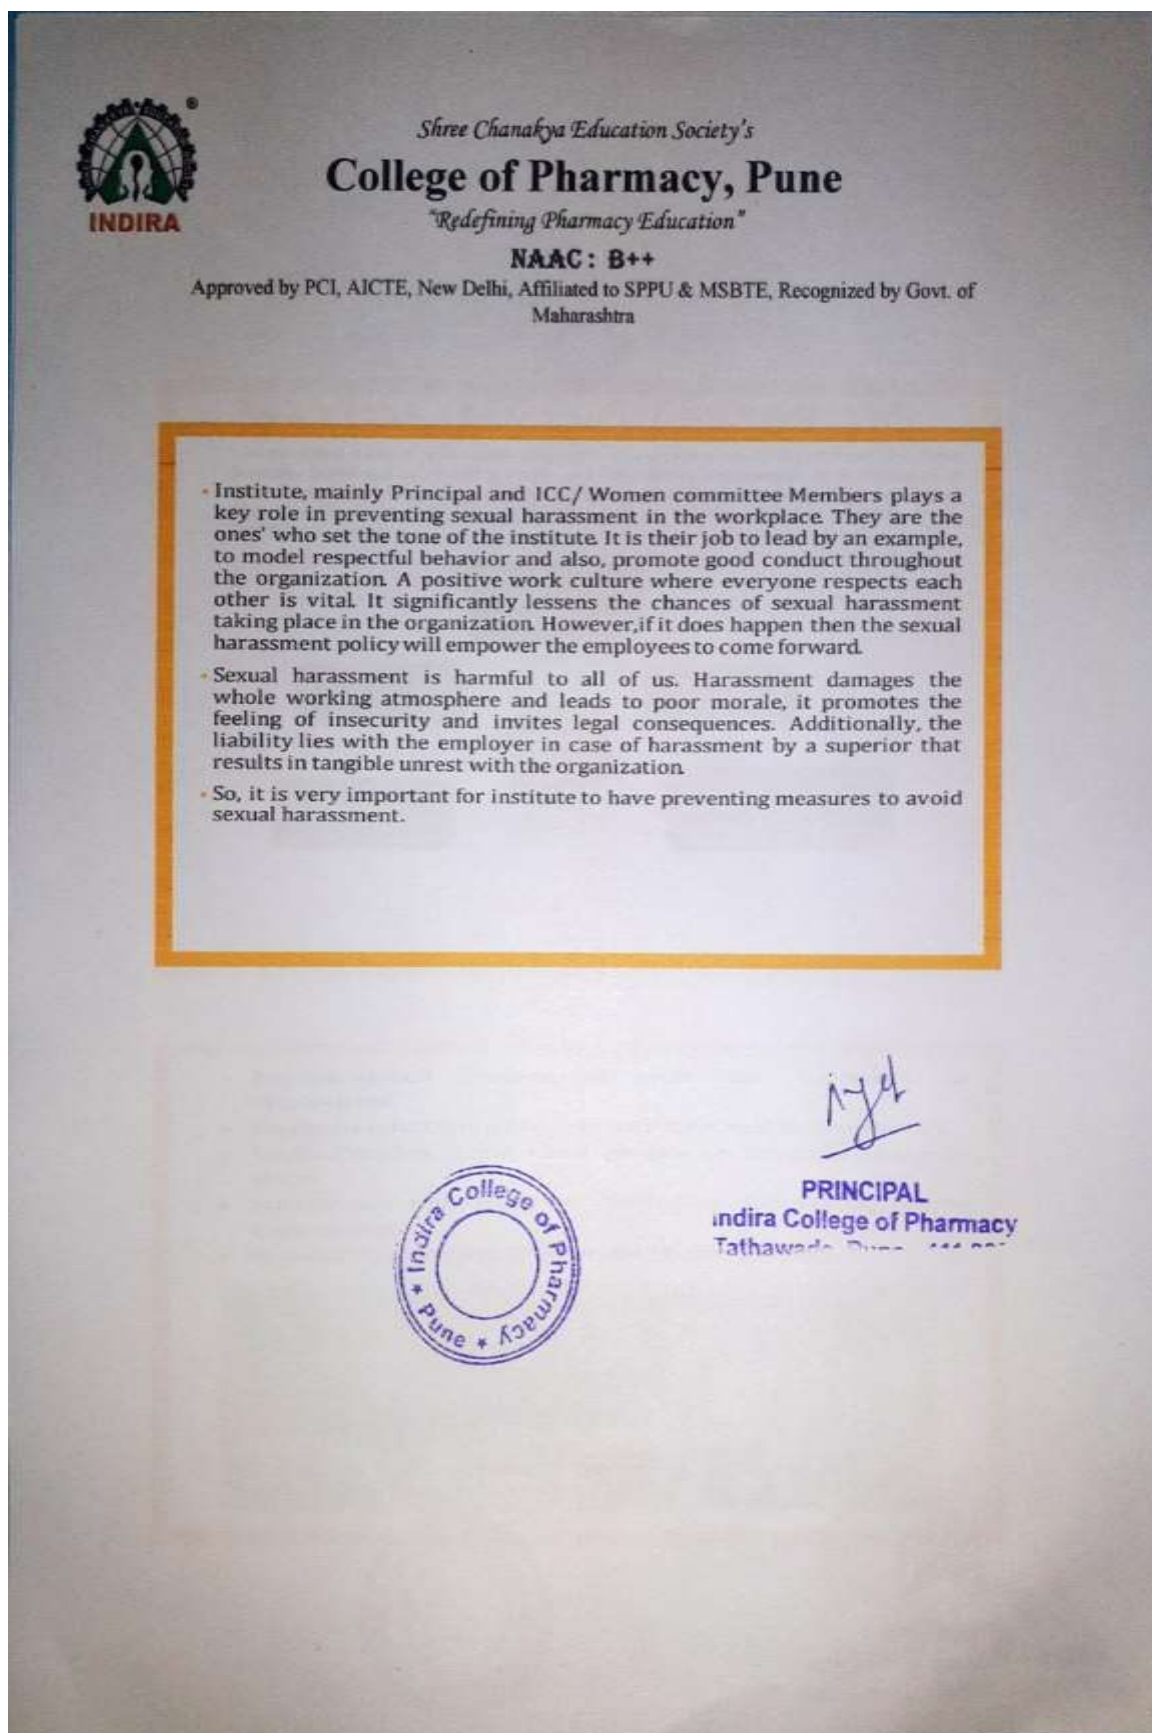 INDIRA
®
Shree Chanakya Education Society's
College of Pharmacy, Pune
"Redefining Pharmacy Education"
NAAC : B++
Approved by PCI, AICTE, New Delhi, Affiliated to SPPU & MSBTE, Recognized by Govt. of
Maharashtra
• Institute, mainly Principal and ICC/ Women committee Members plays a
key role in preventing sexual harassment in the workplace. They are the
ones' who set the tone of the institute. It is their job to lead by an example,
to model respectful behavior and also, promote good conduct throughout
the organization. A positive work culture where everyone respects each
other is vital. It significantly lessens the chances of sexual harassment
taking place in the organization. However,if it does happen then the sexual
harassment policy will empower the employees to come forward.
• Sexual harassment is harmful to all of us. Harassment damages the
whole working atmosphere and leads to poor morale, it promotes the
feeling of insecurity and invites legal consequences. Additionally, the
liability lies with the employer in case of harassment by a superior that
results in tangible unrest with the organization.
• So, it is very important for institute to have preventing measures to avoid
sexual harassment.
PRINCIPAL
Indira College of Pharmacy
Indira College of Pharmacy
★ Pune ★